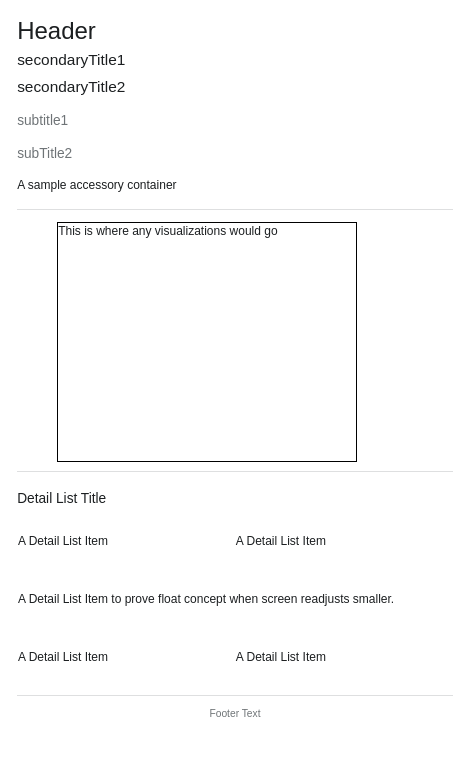 Header
secondaryTitle1
secondaryTitle2
subtitle1
subTitle2
A sample accessory container
This is where any visualizations would go
Detail List Title
A Detail List Item
A Detail List Item
A Detail List Item to prove float concept when screen readjusts smaller.
A Detail List Item
A Detail List Item
Footer Text